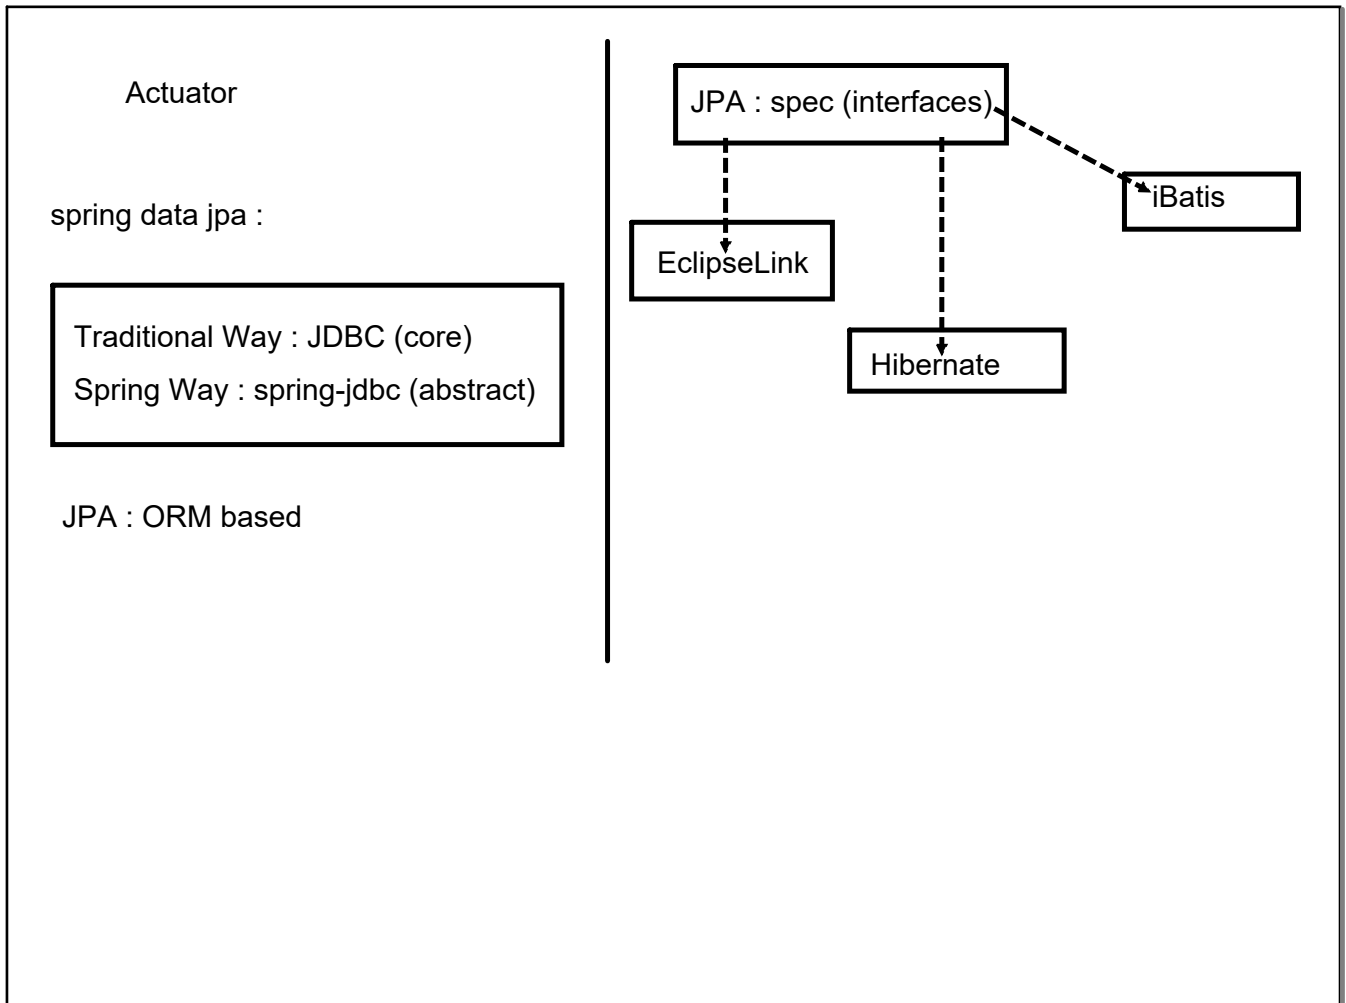 Actuator
spring data jpa :
Traditional Way : JDBC (core)
Spring Way : spring-jdbc (abstract)
JPA : ORM based
JPA : spec (interfaces)
iBatis
EclipseLink
Hibernate